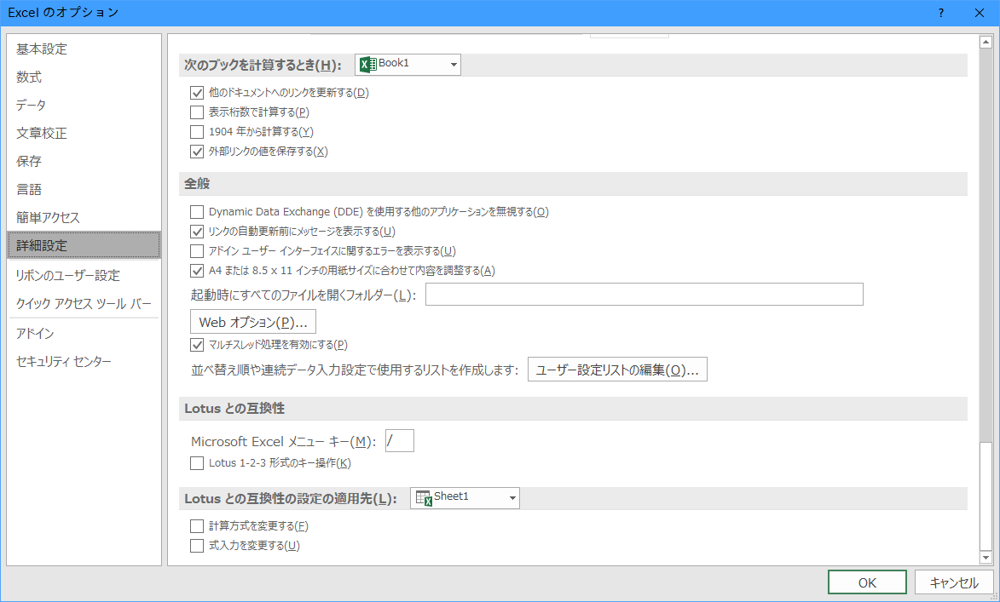 Excel のオプション
?
基本設定
数式
データ
文章校正
保存
言語
簡単アクセス
詳細設定
リボンのユーザー設定
クイック アクセス ツール バー
アドイン
セキュリティ センター
次のブックを計算するとき(H): Book1
他のドキュメントへのリンクを更新する(D)
表示桁数で計算する(P)
1904 年から計算する(Y)
外部リンクの値を保存する(X)
全般
Dynamic Data Exchange (DDE) を使用する他のアプリケーションを無視する(O)
リンクの自動更新前にメッセージを表示する(U)
アドイン ユーザー インターフェイスに関するエラーを表示する(U)
A4 または 8.5 x 11 インチの用紙サイズに合わせて内容を調整する(A)
起動時にすべてのファイルを開くフォルダー(L):
Web オプション(P)...
マルチスレッド処理を有効にする(P)
並べ替え順や連続データ入力設定で使用するリストを作成します: ユーザー設定リストの編集(O)...
Lotus との互換性
Microsoft Excel メニュー キー(M): /
Lotus 1-2-3 形式のキー操作(K)
Lotus との互換性の設定の適用先(L): Sheet1
計算方式を変更する(F)
式入力を変更する(U)
OK キャンセル